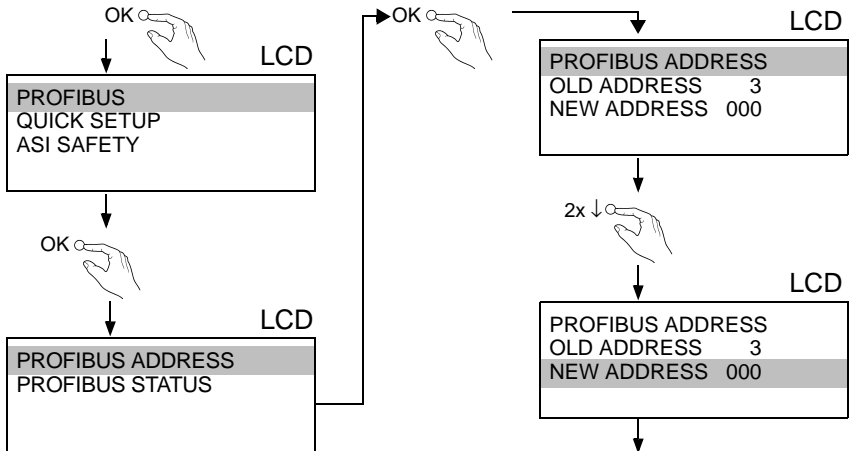 OK
LCD
PROFIBUS
QUICK SETUP
ASI SAFETY
OK
LCD
PROFIBUS ADDRESS
PROFIBUS STATUS
OK
LCD
PROFIBUS ADDRESS
OLD ADDRESS 3
NEW ADDRESS 000
2x ↓
LCD
PROFIBUS ADDRESS
OLD ADDRESS 3
NEW ADDRESS 000